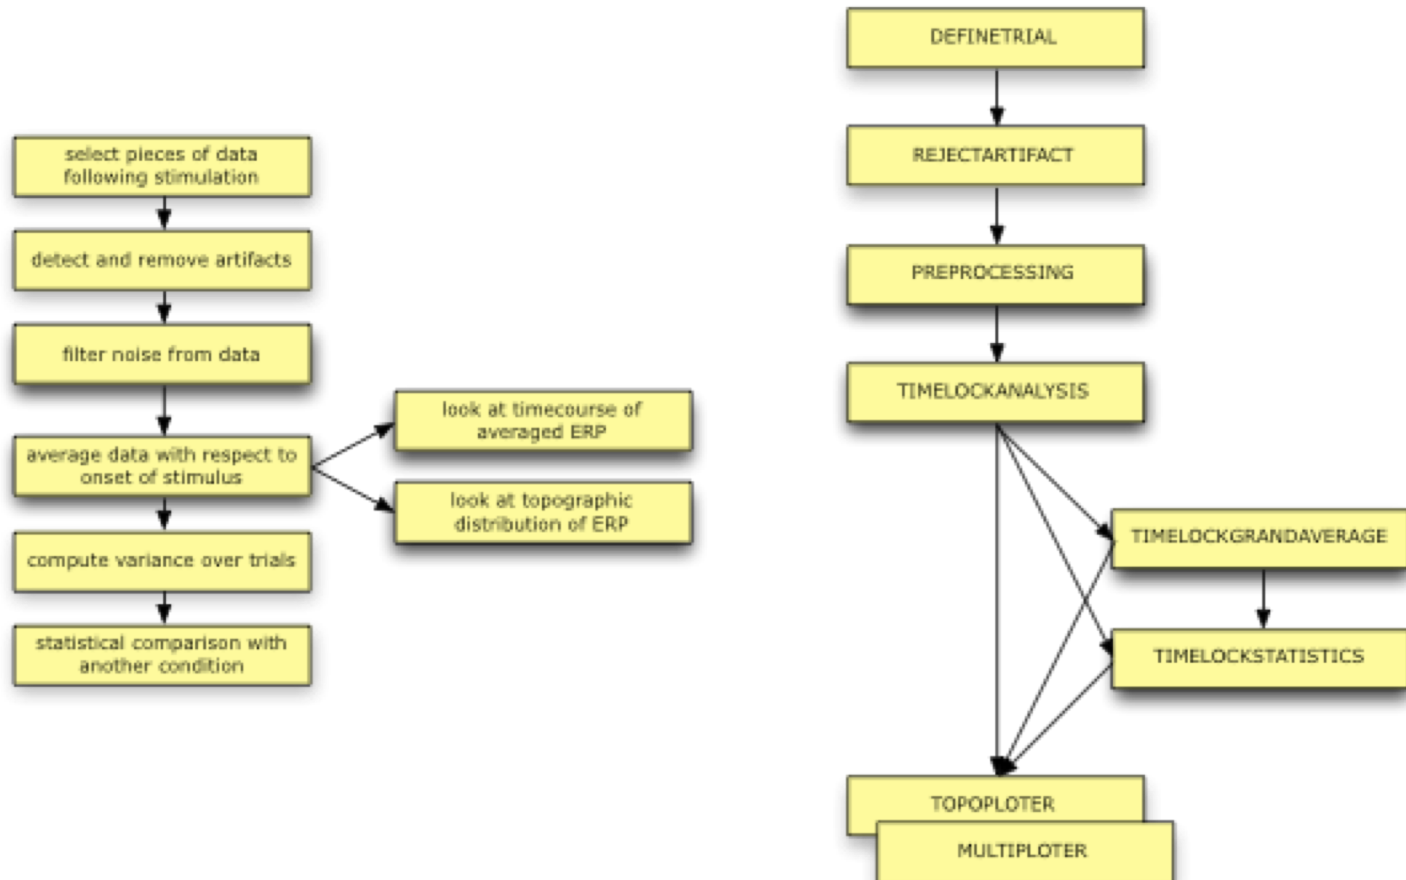 select pieces of data
following stimulation
detect and remove artifacts
filter noise from data
average data with respect to
onset of stimulus
compute variance over trials
statistical comparison with
another condition
look at timecourse of
averaged ERP
look at topographic
distribution of ERP
DEFINETRIAL
REJECTARTIFACT
PREPROCESSING
TIMELOCKANALYSIS
TIMELOCKGRANDAVERAGE
TIMELOCKSTATISTICS
TOPOPLOTER
MULTIPLOTER